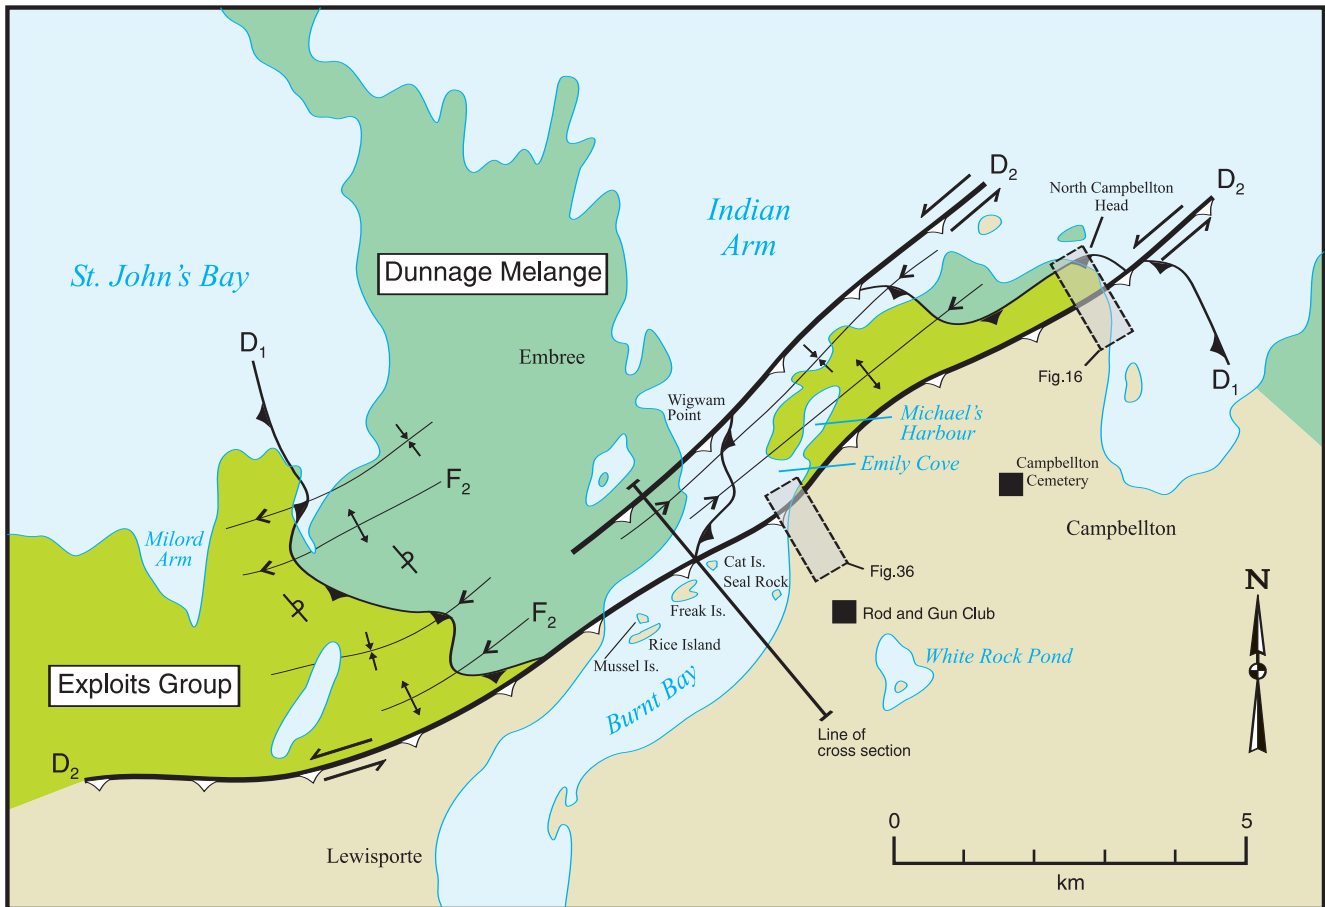 D2
North Campbellton
Head
D2
Indian
Arm
St. John's Bay
Dunnage Melange
D1
Embree
Fig.16
D1
Wigwam
Point
Michael's
Harbour
Emily Cove
Campbellton
Cemetery
F2
Milord
Arm
Campbellton
Cat Is.
Seal Rock
Fig.36
N
Freak Is.
F2
Rod and Gun Club
Rice Island
Mussel Is.
White Rock Pond
Exploits Group
Burnt Bay
Line of
cross section
D2
0 5
km
Lewisporte